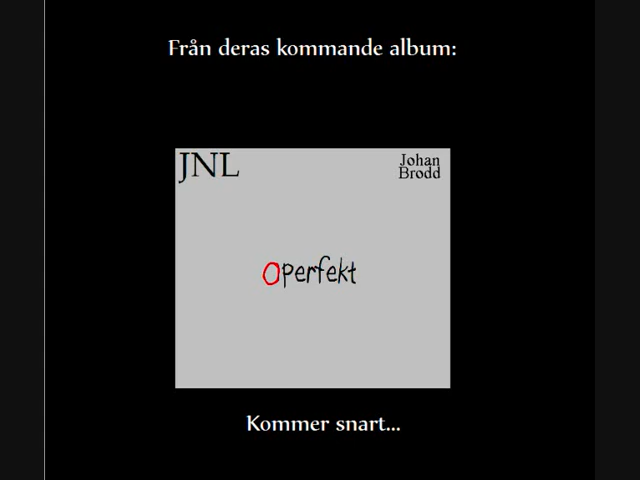 Från deras kommande album:
JNL
Johan
Brodd
Operfekt
Kommer snart...